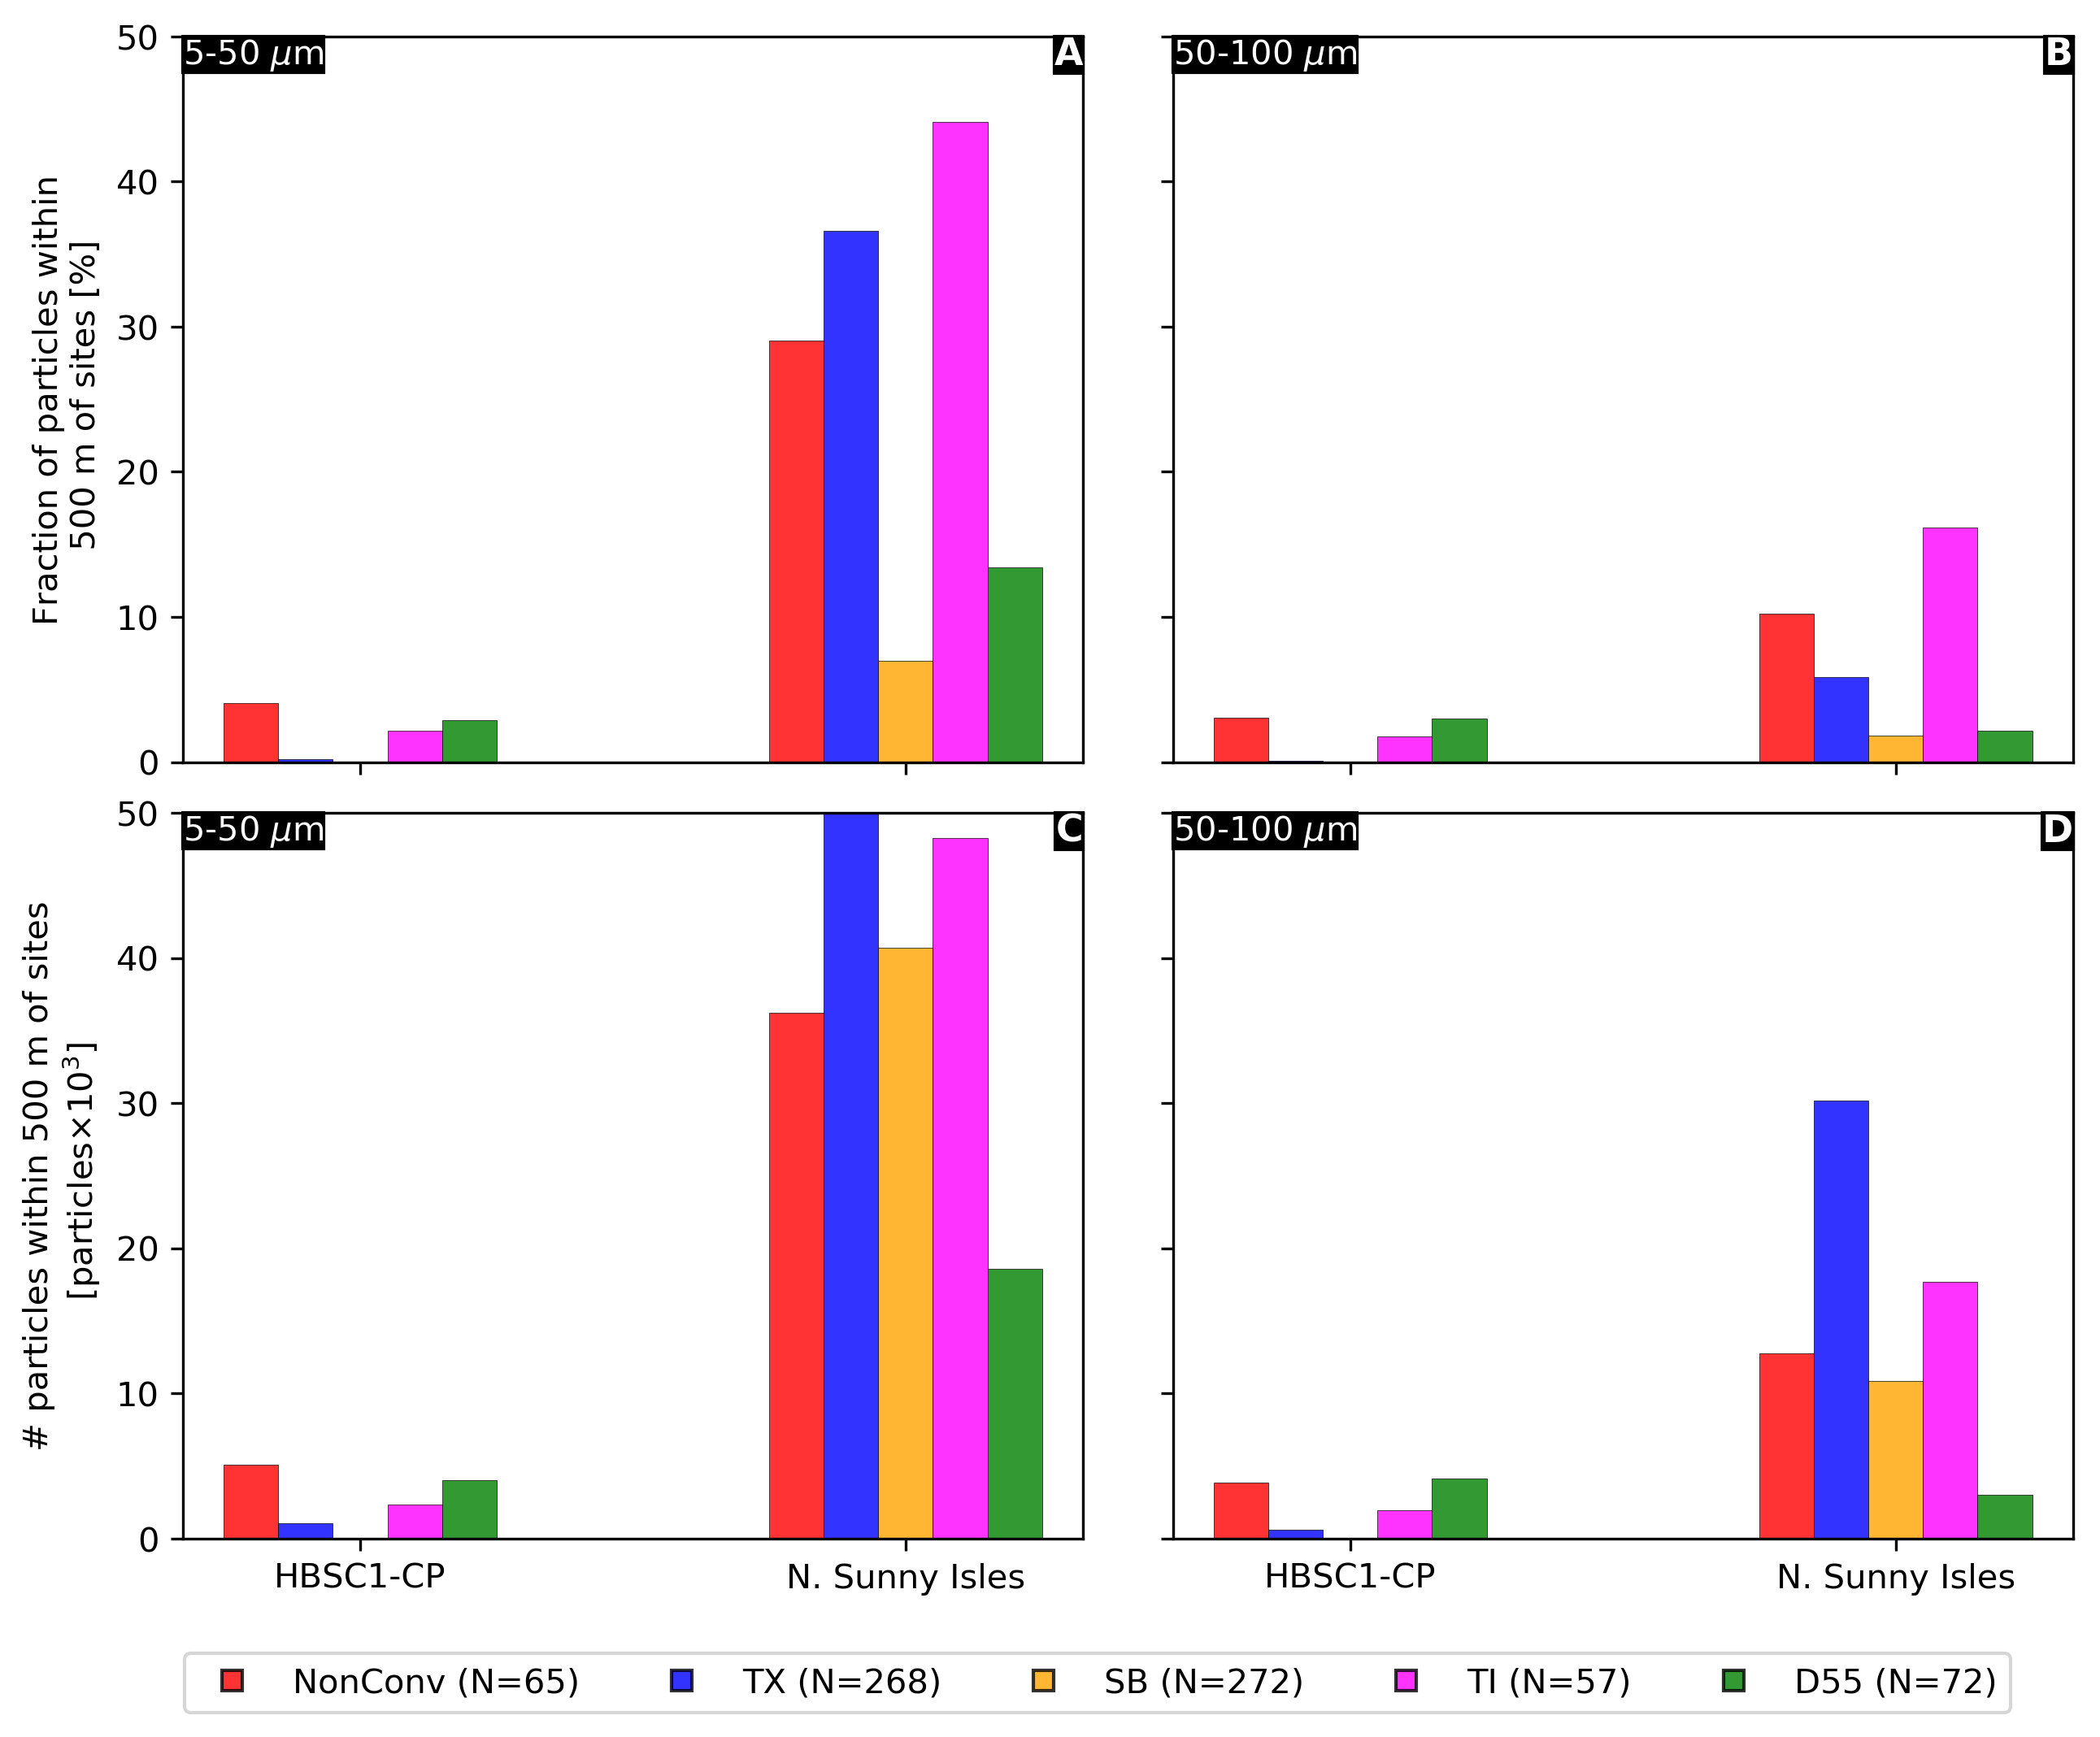 5-50 μm
A
50
40
30
20
10
0
Fraction of particles within
500 m of sites [%]
50-100 μm
B
5-50 μm
C
50
40
30
20
10
0
# particles within 500 m of sites
[particles×10³]
HBSC1-CP
N. Sunny Isles
50-100 μm
D
HBSC1-CP
N. Sunny Isles
NonConv (N=65) TX (N=268) SB (N=272) TI (N=57) D55 (N=72)